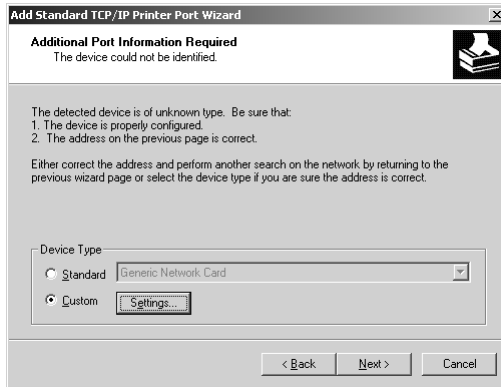 Add Standard TCP/IP Printer Port Wizard
Additional Port Information Required
The device could not be identified.
The detected device is of unknown type. Be sure that:
1. The device is properly configured.
2. The address on the previous page is correct.
Either correct the address and perform another search on the network by returning to the
previous wizard page or select the device type if you are sure the address is correct.
Device Type
Standard Generic Network Card
Custom Settings...
< Back Next > Cancel